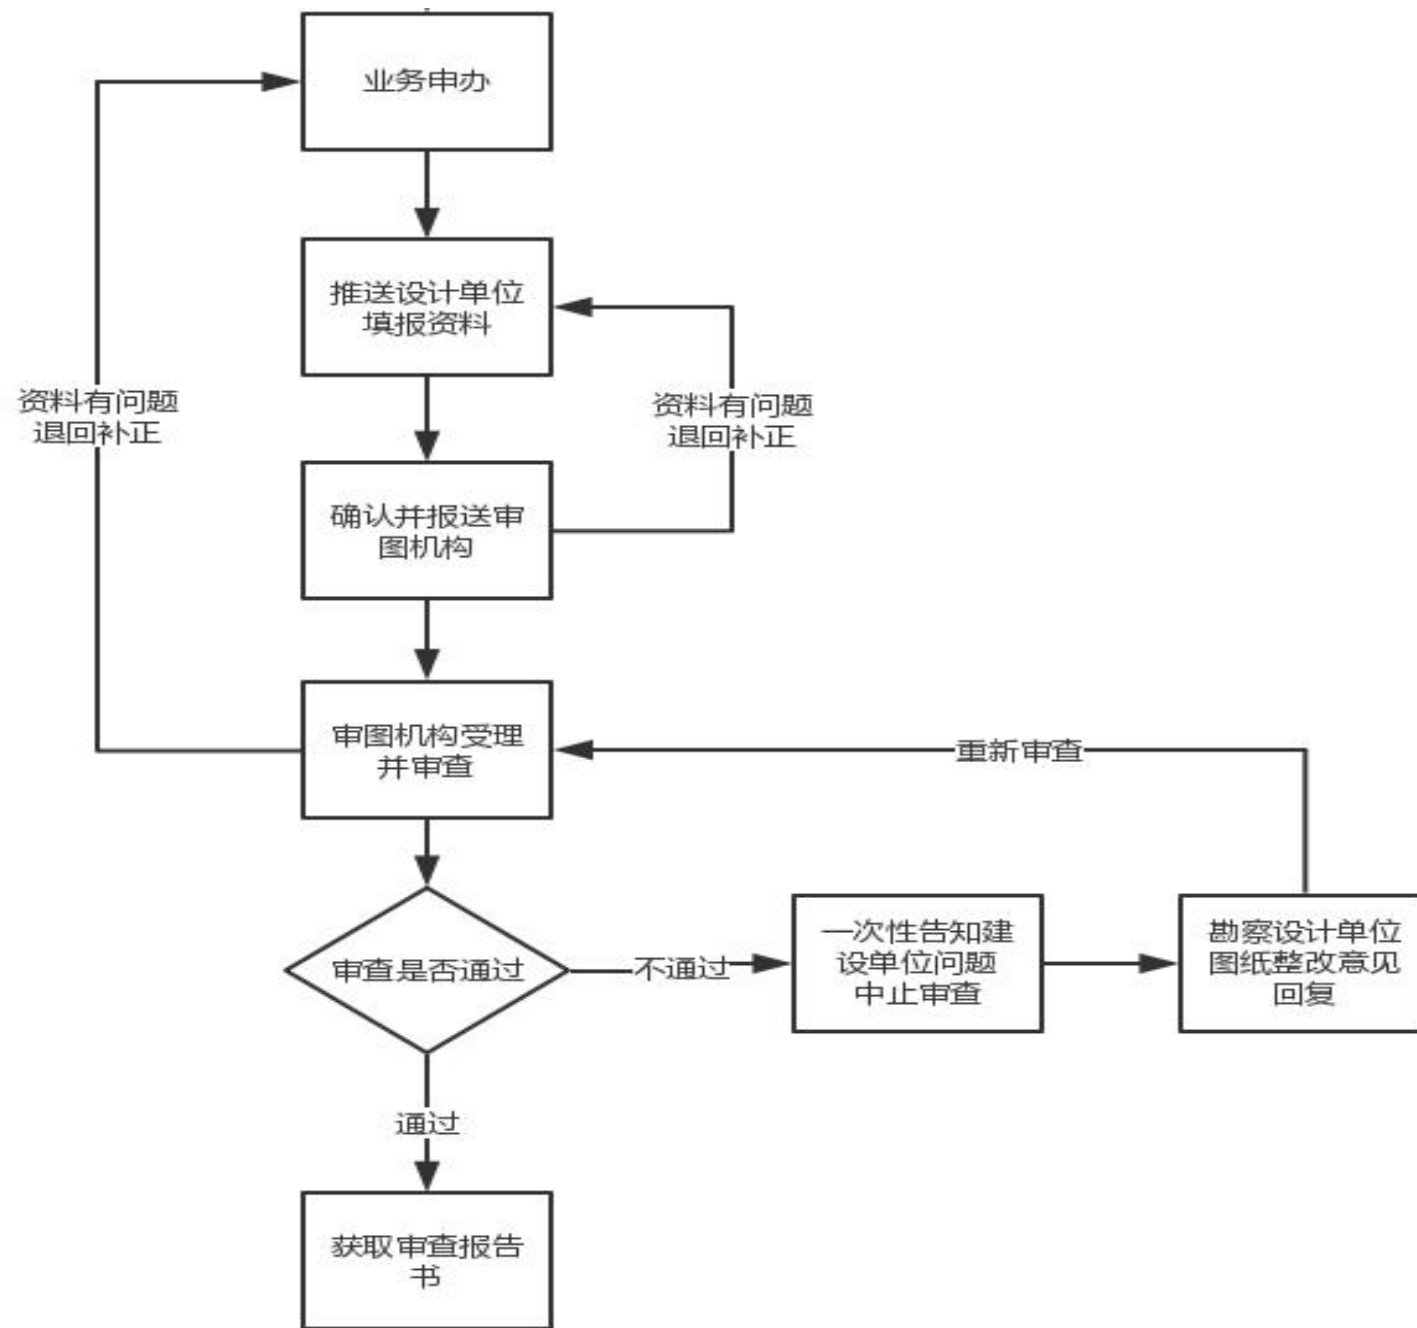 业务申办
推送设计单位
填报资料
资料有问题
退回补正
资料有问题
退回补正
确认并报送审
图机构
审图机构受理
并审查
重新审查
审查是否通过
不通过
一次性告知建
设单位问题
中止审查
勘察设计单位
图纸整改意见
回复
通过
获取审查报告
书